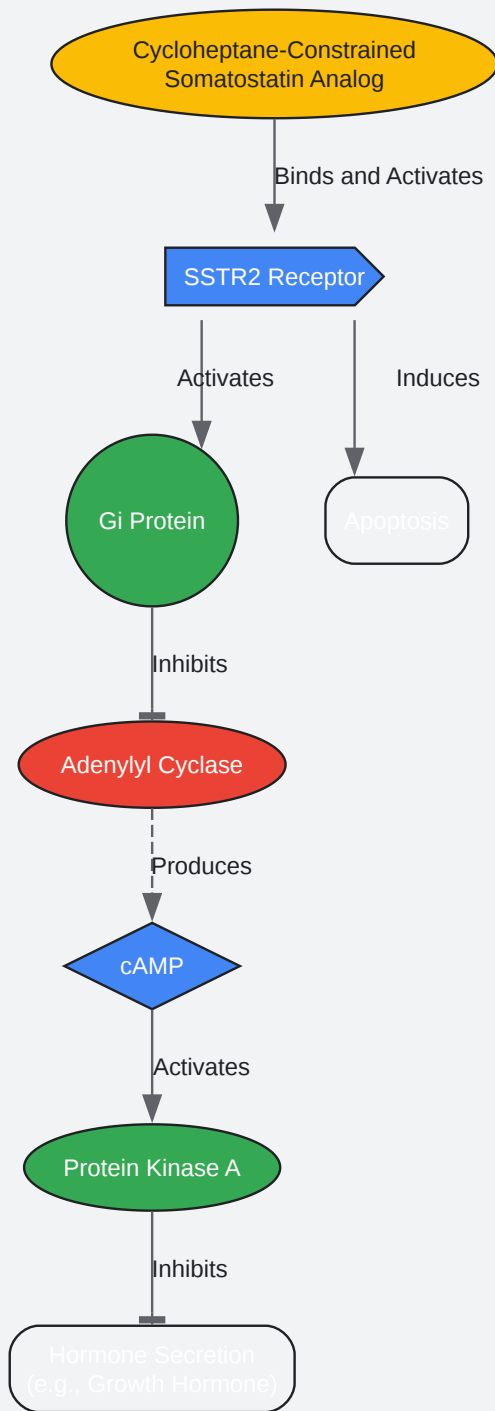 Cycloheptane-Constrained
Somatostatin Analog
Binds and Activates
SSTR2 Receptor
Activates
Induces
Gi Protein
Apoptosis
Inhibits
Adenylyl Cyclase
Produces
cAMP
Activates
Protein Kinase A
Inhibits
Hormone Secretion
(e.g., Growth Hormone)